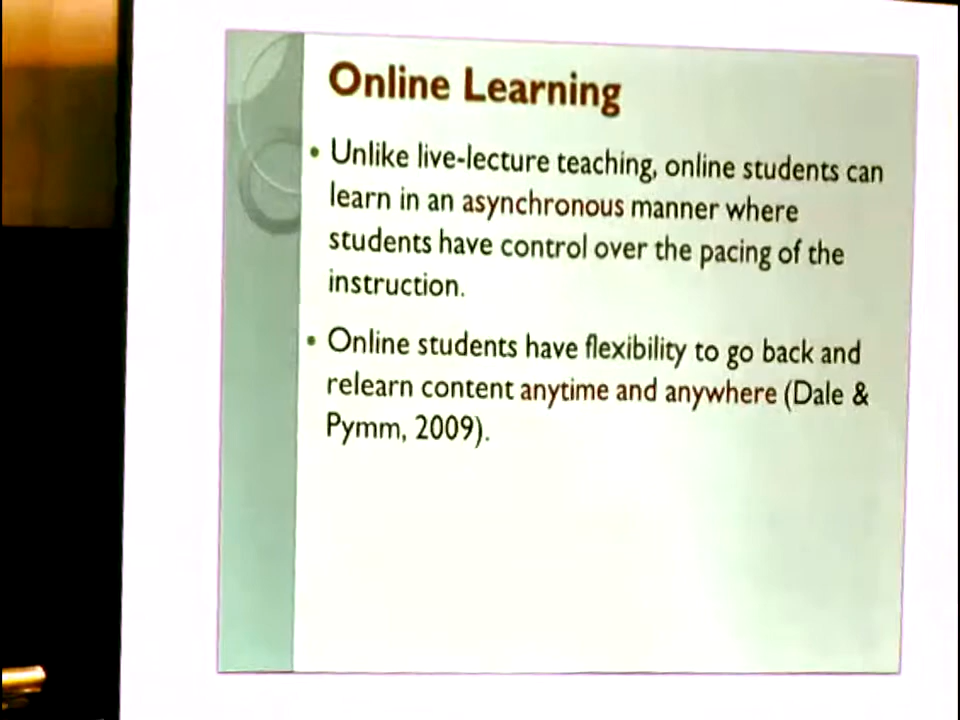 Online Learning
• Unlike live-lecture teaching, online students can
learn in an asynchronous manner where
students have control over the pacing of the
instruction.
• Online students have flexibility to go back and
relearn content anytime and anywhere (Dale &
Pymm, 2009).